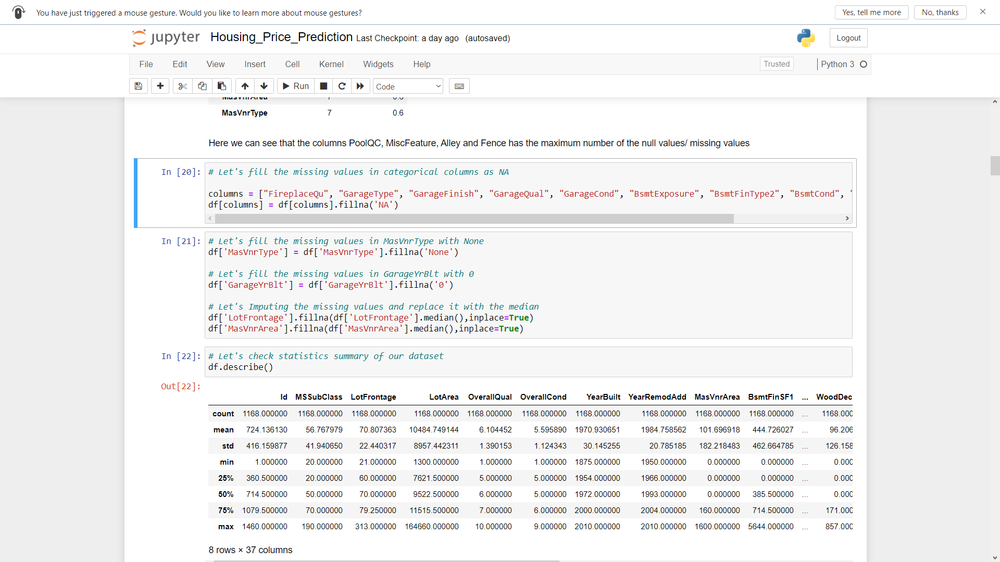 You have just triggered a mouse gesture. Would you like to learn more about mouse gestures? Yes, tell me more No, thanks
jupyter Housing_Price_Prediction Last Checkpoint: a day ago (autosaved) Logout
File Edit View Insert Cell Kernel Widgets Help Trusted Python 3
Run Code
MasVnrArea 7 0.6
MasVnrType 7 0.6
Here we can see that the columns PoolQC, MiscFeature, Alley and Fence has the maximum number of the null values/ missing values
In [20]: # Let's fill the missing values in categorical columns as NA
columns = ["FireplaceQu", "GarageType", "GarageFinish", "GarageQual", "GarageCond", "BsmtExposure", "BsmtFinType2", "BsmtCond", "
df[columns] = df[columns].fillna('NA')
In [21]: # Let's fill the missing values in MasVnrType with None
df['MasVnrType'] = df['MasVnrType'].fillna('None')
# Let's fill the missing values in GarageYrBlt with 0
df['GarageYrBlt'] = df['GarageYrBlt'].fillna('0')
# Let's Imputing the missing values and replace it with the median
df['LotFrontage'].fillna(df['LotFrontage'].median(),inplace=True)
df['MasVnrArea'].fillna(df['MasVnrArea'].median(),inplace=True)
In [22]: # Let's check statistics summary of our dataset
df.describe()
Out[22]:
Id MSSubClass LotFrontage LotArea OverallQual OverallCond YearBuilt YearRemodAdd MasVnrArea BsmtFinSF1 ... WoodDec
count 1168.000000 1168.000000 1168.000000 1168.000000 1168.000000 1168.000000 1168.000000 1168.000000 1168.000000 1168.000000 ... 1168.000
mean 724.136130 56.767979 70.807363 10484.749144 6.104452 5.595890 1970.930651 1984.758562 101.696918 444.726027 ... 96.206
std 416.159877 41.940650 22.440317 8957.442311 1.390153 1.124343 30.145255 20.785185 182.218483 462.664785 ... 126.158
min 1.000000 20.000000 21.000000 1300.000000 1.000000 1.000000 1875.000000 1950.000000 0.000000 0.000000 ... 0.000
25% 360.500000 20.000000 60.000000 7621.500000 5.000000 5.000000 1954.000000 1966.000000 0.000000 0.000000 ... 0.000
50% 714.500000 50.000000 70.000000 9522.500000 6.000000 5.000000 1972.000000 1993.000000 0.000000 385.500000 ... 0.000
75% 1079.500000 70.000000 79.250000 11515.500000 7.000000 6.000000 2000.000000 2004.000000 160.000000 714.500000 ... 171.000
max 1460.000000 190.000000 313.000000 164660.000000 10.000000 9.000000 2010.000000 2010.000000 1600.000000 5644.000000 ... 857.000
8 rows × 37 columns